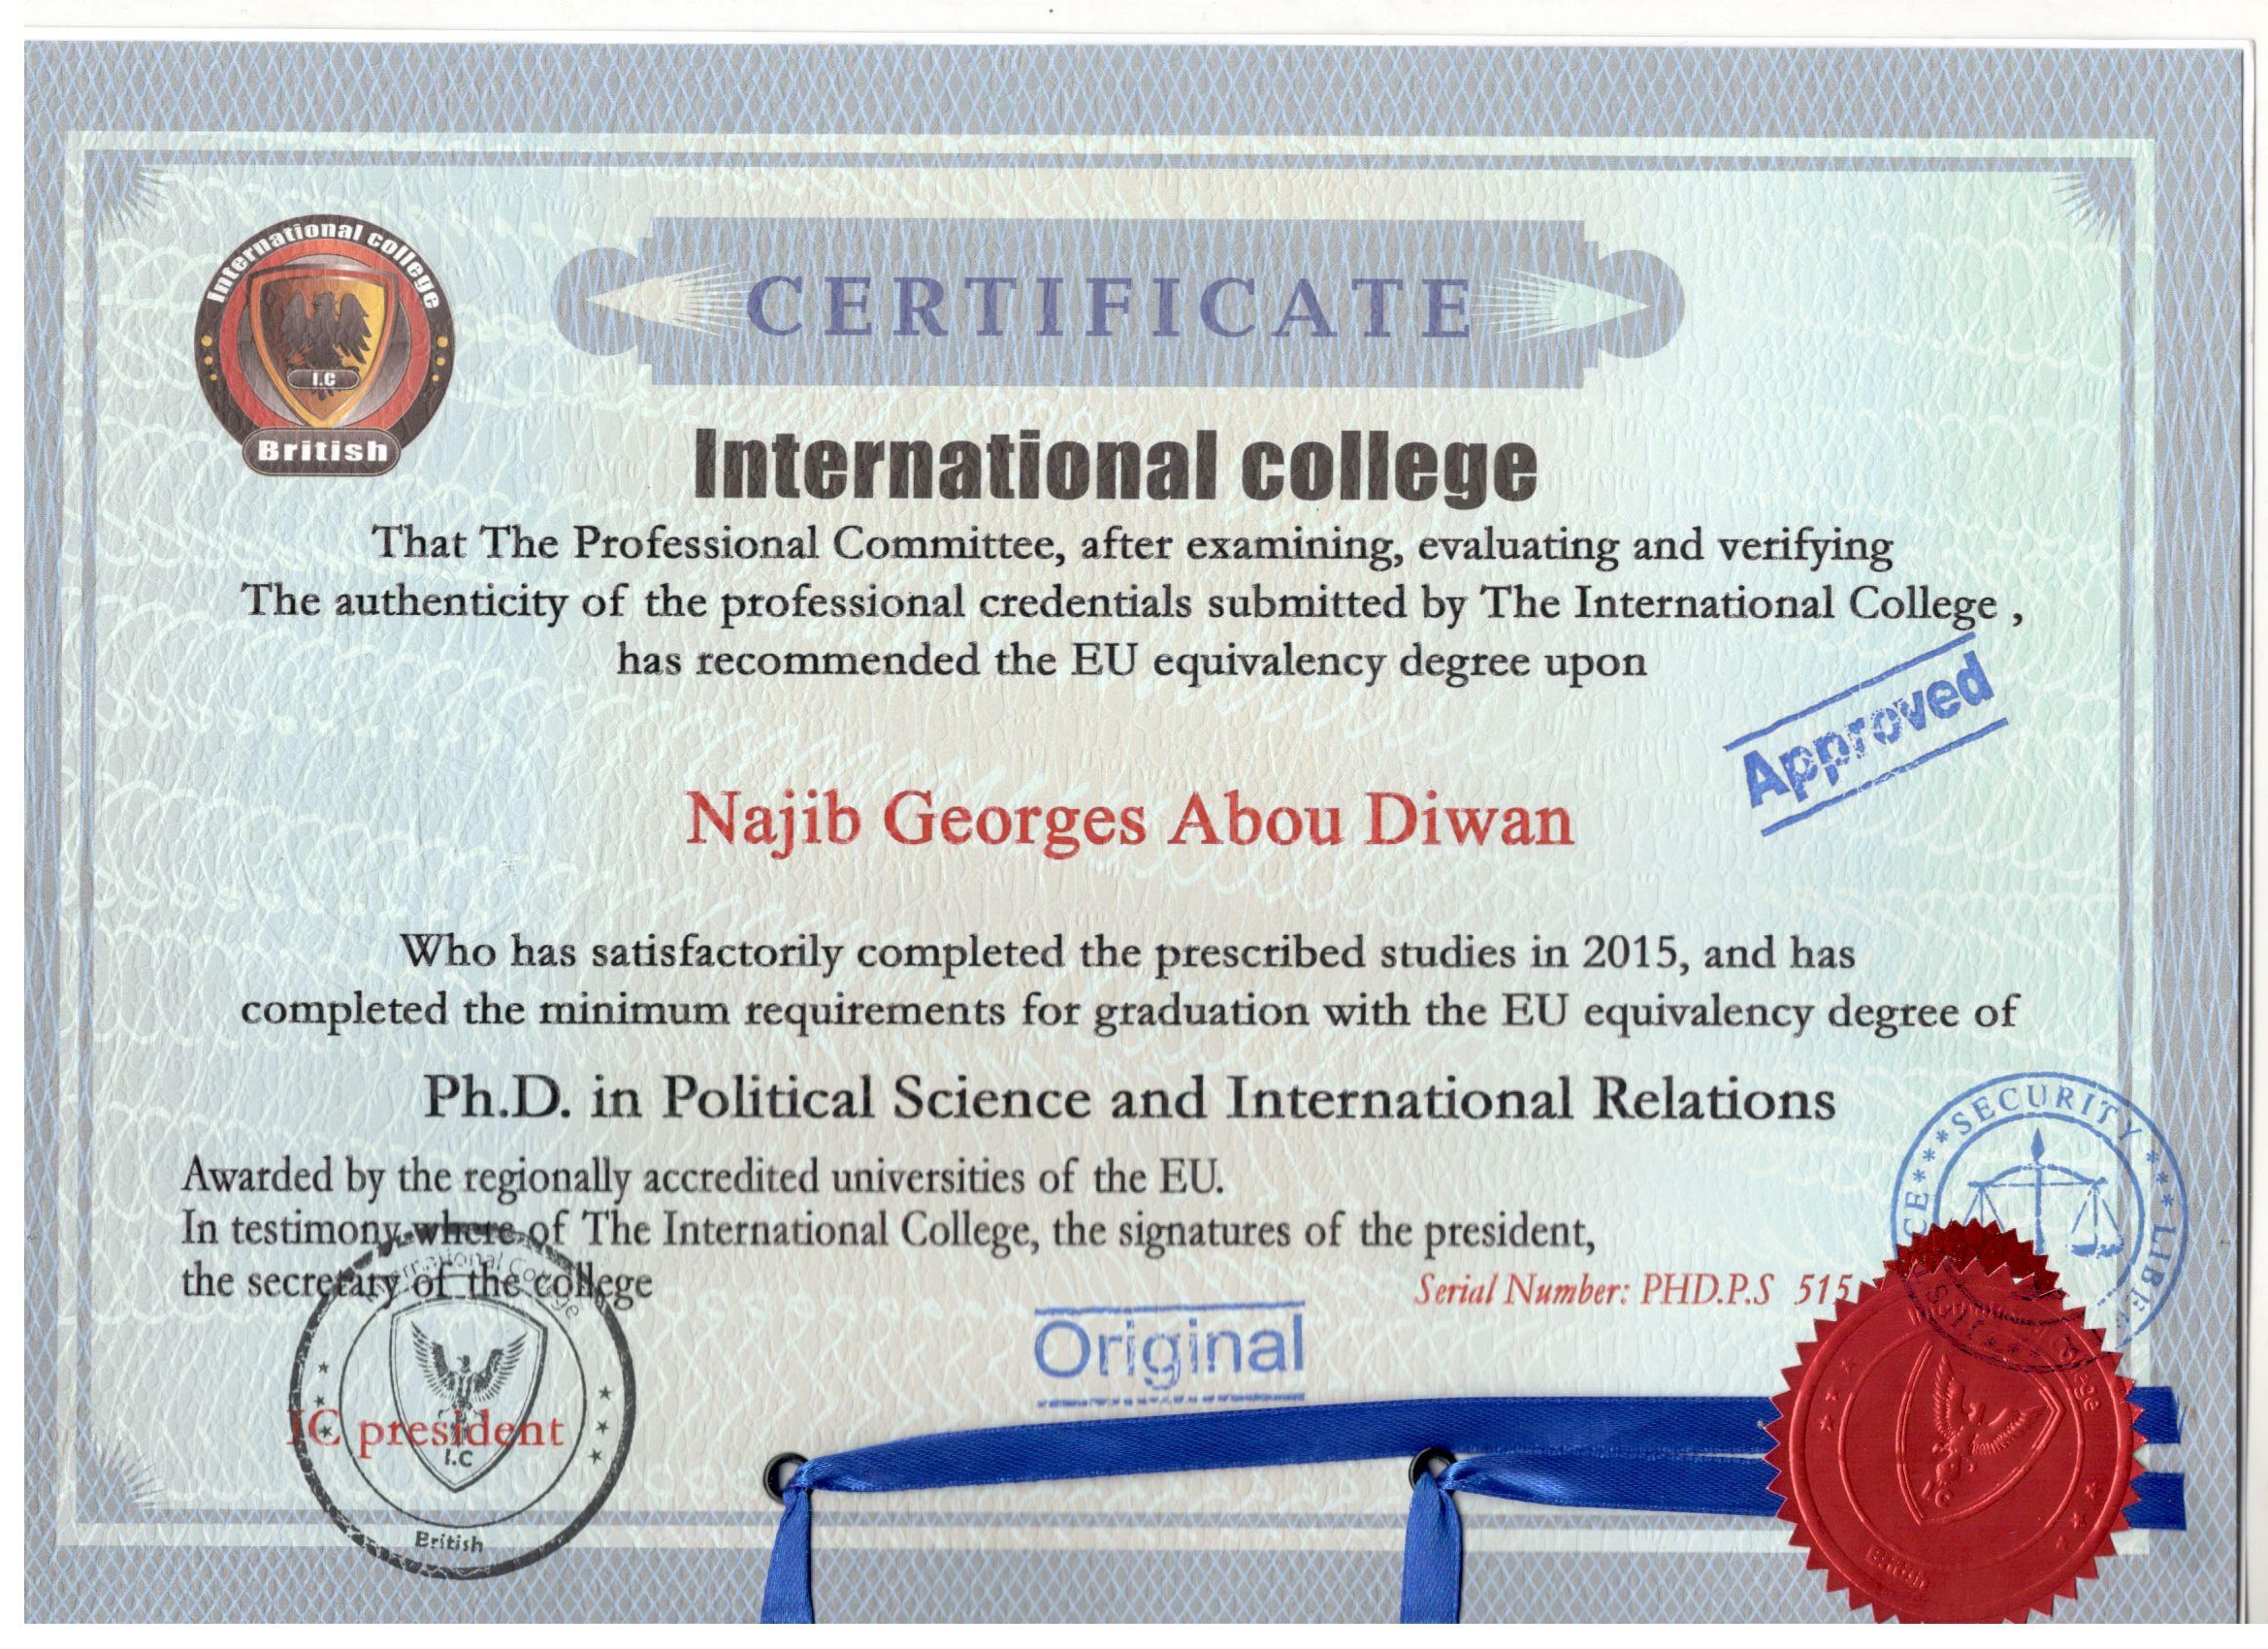 International college
I.C
British
CERTIFICATE
International college
That The Professional Committee, after examining, evaluating and verifying
The authenticity of the professional credentials submitted by The International College ,
has recommended the EU equivalency degree upon
Approved
Najib Georges Abou Diwan
Who has satisfactorily completed the prescribed studies in 2015, and has
completed the minimum requirements for graduation with the EU equivalency degree of
Ph.D. in Political Science and International Relations
Awarded by the regionally accredited universities of the EU.
In testimony where of The International College, the signatures of the president,
the secretary of the college
Serial Number: PHD.P.S 515
SECURITY
Original
International College
IC president
I.C
British
College
IC
British